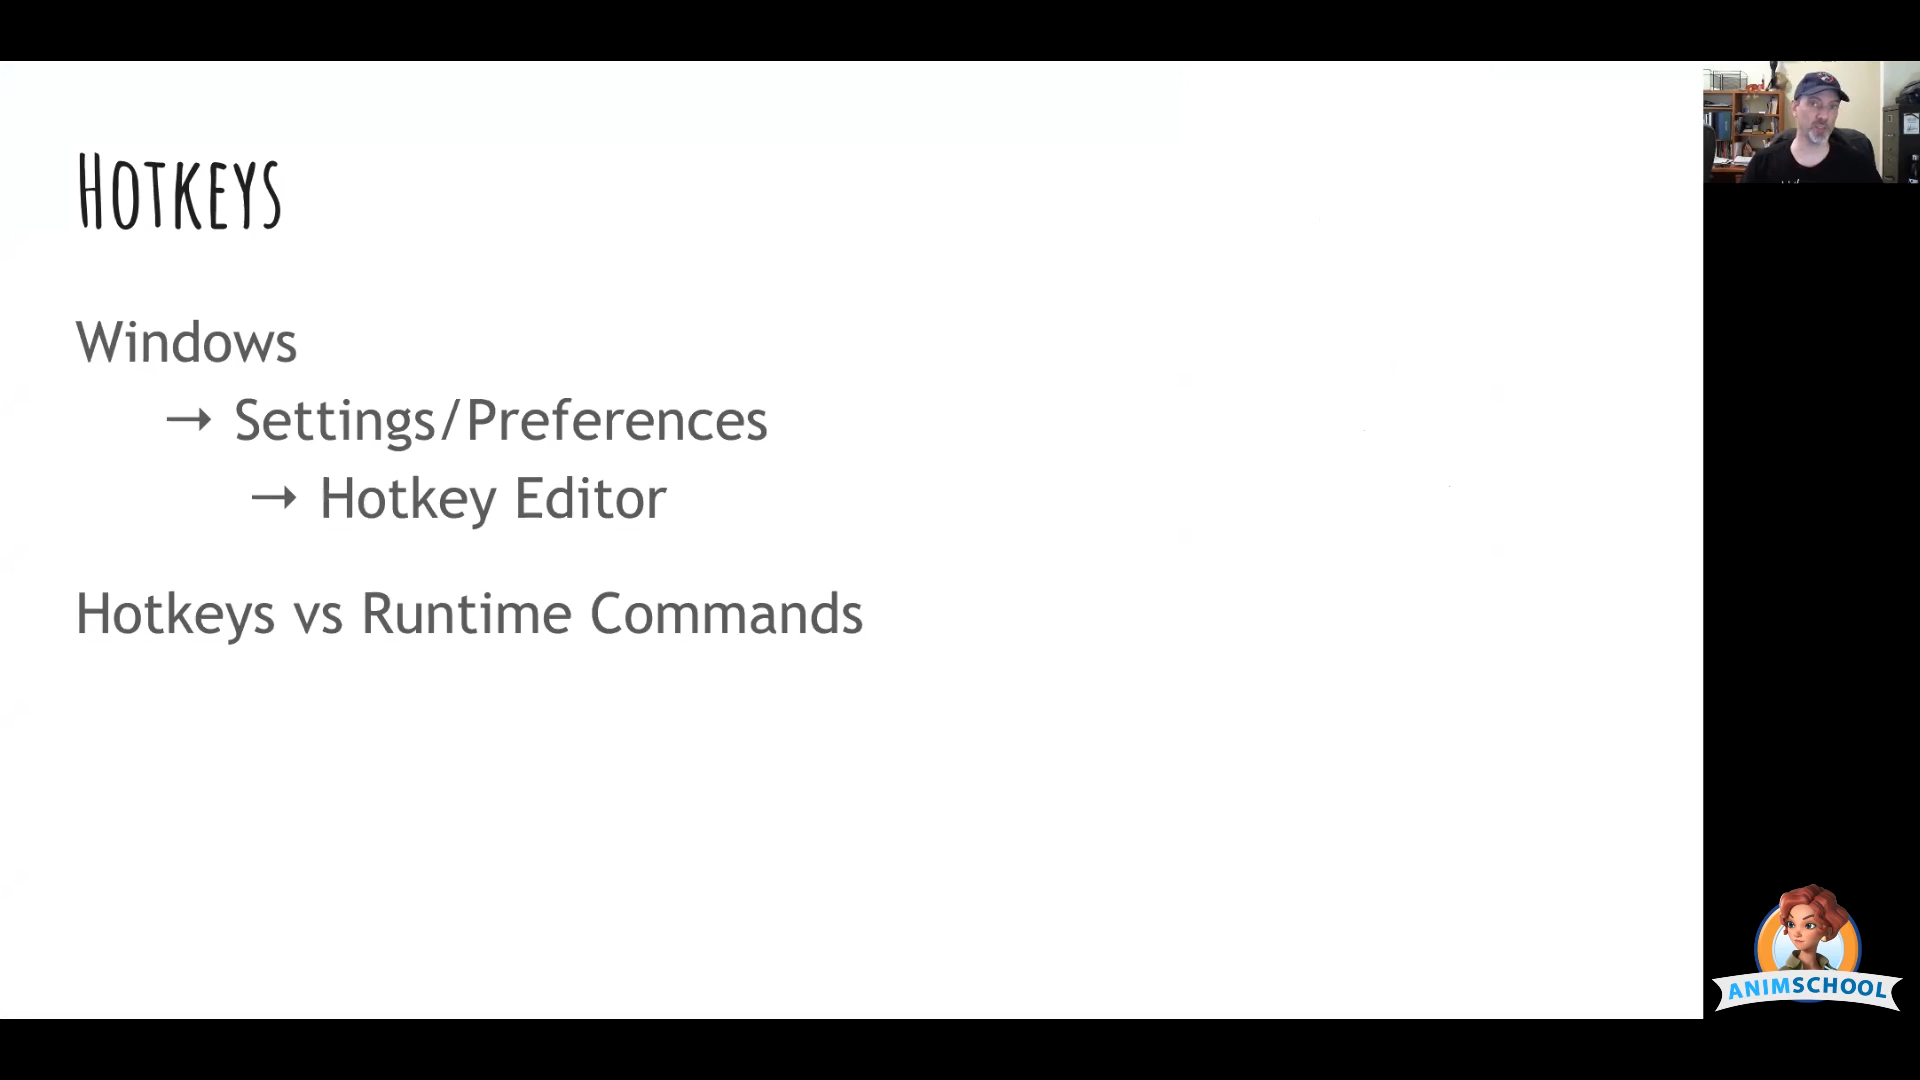 HOTKEYS
Windows
→ Settings/Preferences
→ Hotkey Editor
Hotkeys vs Runtime Commands
ANIMSCHOOL